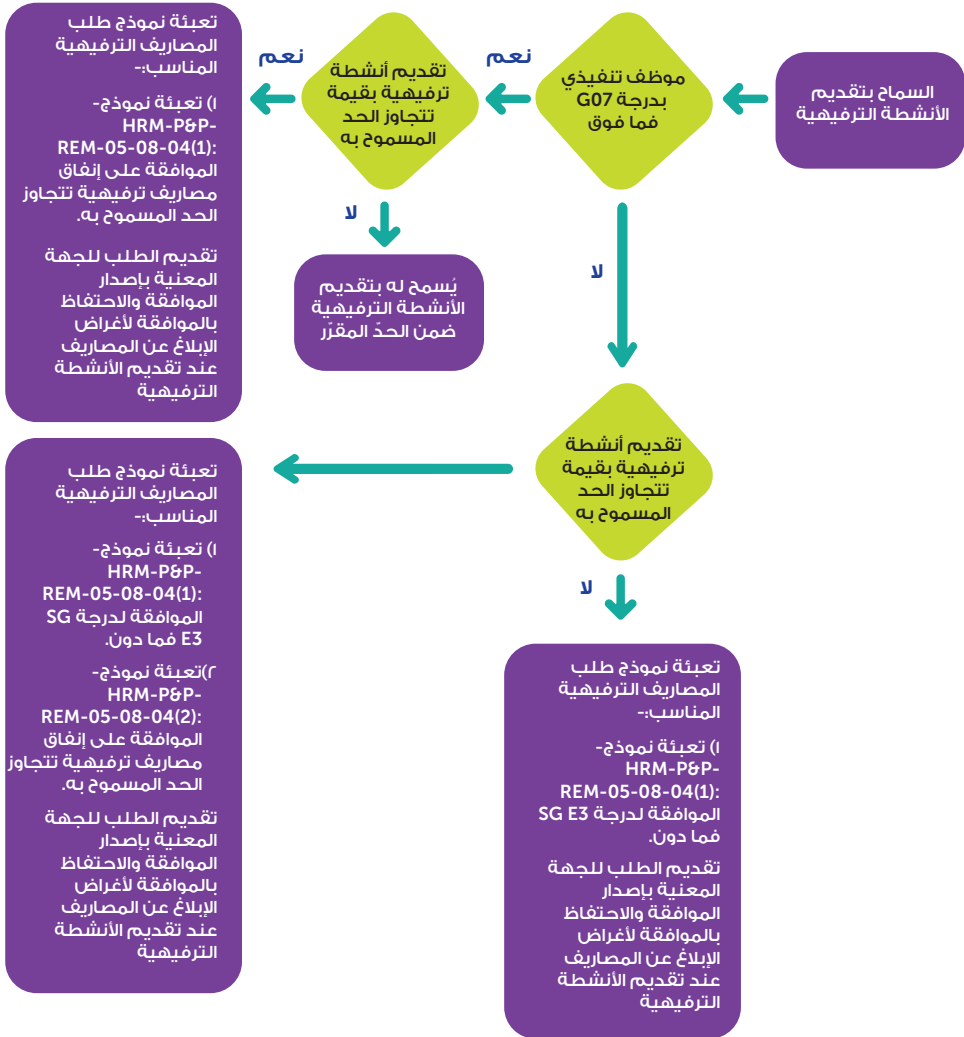 السماح بتقديم
الأنشطة الترفيهية
موظف تنفيذي
بدرجة G07
فما فوق
نعم
تقديم أنشطة
ترفيهية بقيمة
تتجاوز الحد
المسموح به
نعم
تعبئة نموذج طلب
المصاريف الترفيهية
المناسب:-
١) تعبئة نموذج-
HRM-P&P-
REM-05-08-04(1):
الموافقة على إنفاق
مصاريف ترفيهية تتجاوز
الحد المسموح به.
تقديم الطلب للجهة
المعنية بإصدار
الموافقة والاحتفاظ
بالموافقة لأغراض
الإبلاغ عن المصاريف
عند تقديم الأنشطة
الترفيهية
لا
يُسمح له بتقديم
الأنشطة الترفيهية
ضمن الحدّ المقرّر
لا
تقديم أنشطة
ترفيهية بقيمة
تتجاوز الحد
المسموح به
تعبئة نموذج طلب
المصاريف الترفيهية
المناسب:-
١) تعبئة نموذج-
HRM-P&P-
REM-05-08-04(1):
الموافقة لدرجة SG
E3 فما دون.
٢)تعبئة نموذج-
HRM-P&P-
REM-05-08-04(2):
الموافقة على إنفاق
مصاريف ترفيهية تتجاوز
الحد المسموح به.
تقديم الطلب للجهة
المعنية بإصدار
الموافقة والاحتفاظ
بالموافقة لأغراض
الإبلاغ عن المصاريف
عند تقديم الأنشطة
الترفيهية
لا
تعبئة نموذج طلب
المصاريف الترفيهية
المناسب:-
١) تعبئة نموذج-
HRM-P&P-
REM-05-08-04(1):
الموافقة لدرجة SG E3
فما دون.
تقديم الطلب للجهة
المعنية بإصدار
الموافقة والاحتفاظ
بالموافقة لأغراض
الإبلاغ عن المصاريف
عند تقديم الأنشطة
الترفيهية